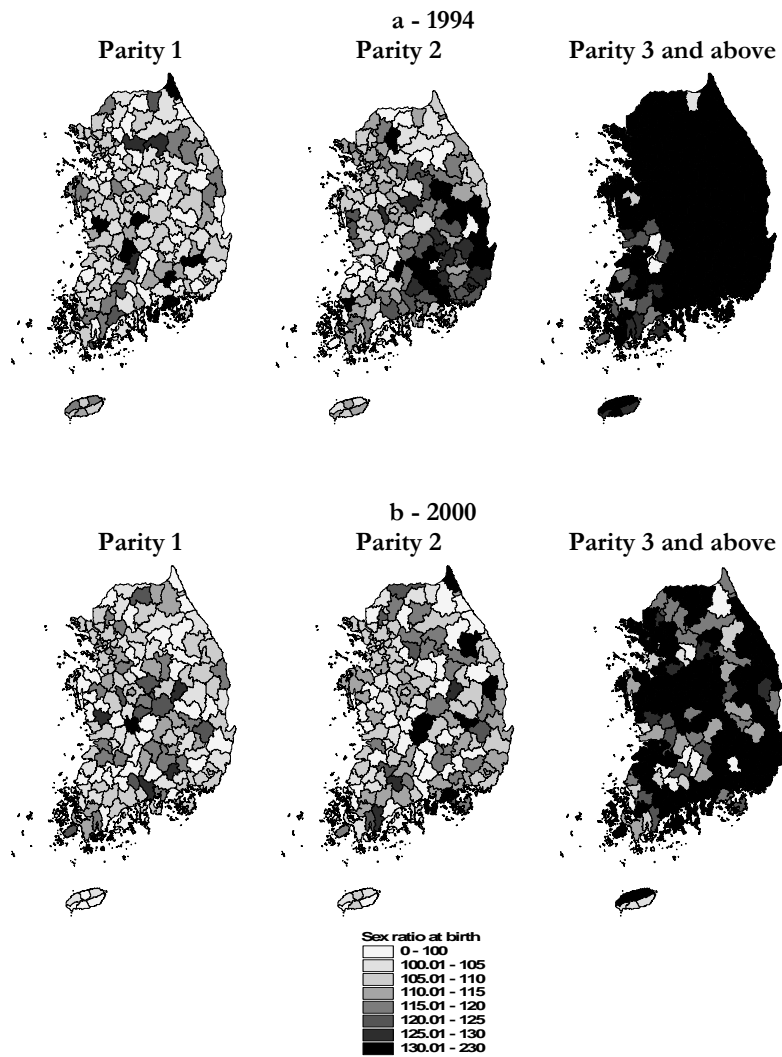 a - 1994
Parity 1 Parity 2 Parity 3 and above
b - 2000
Parity 1 Parity 2 Parity 3 and above
Sex ratio at birth
0 - 100
100.01 - 105
105.01 - 110
110.01 - 115
115.01 - 120
120.01 - 125
125.01 - 130
130.01 - 230